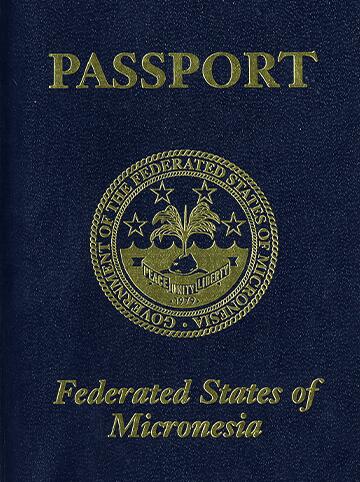 PASSPORT
GOVERNMENT OF THE FEDERATED STATES OF MICRONESIA
PEACE UNITY LIBERTY
1979
Federated States of
Micronesia